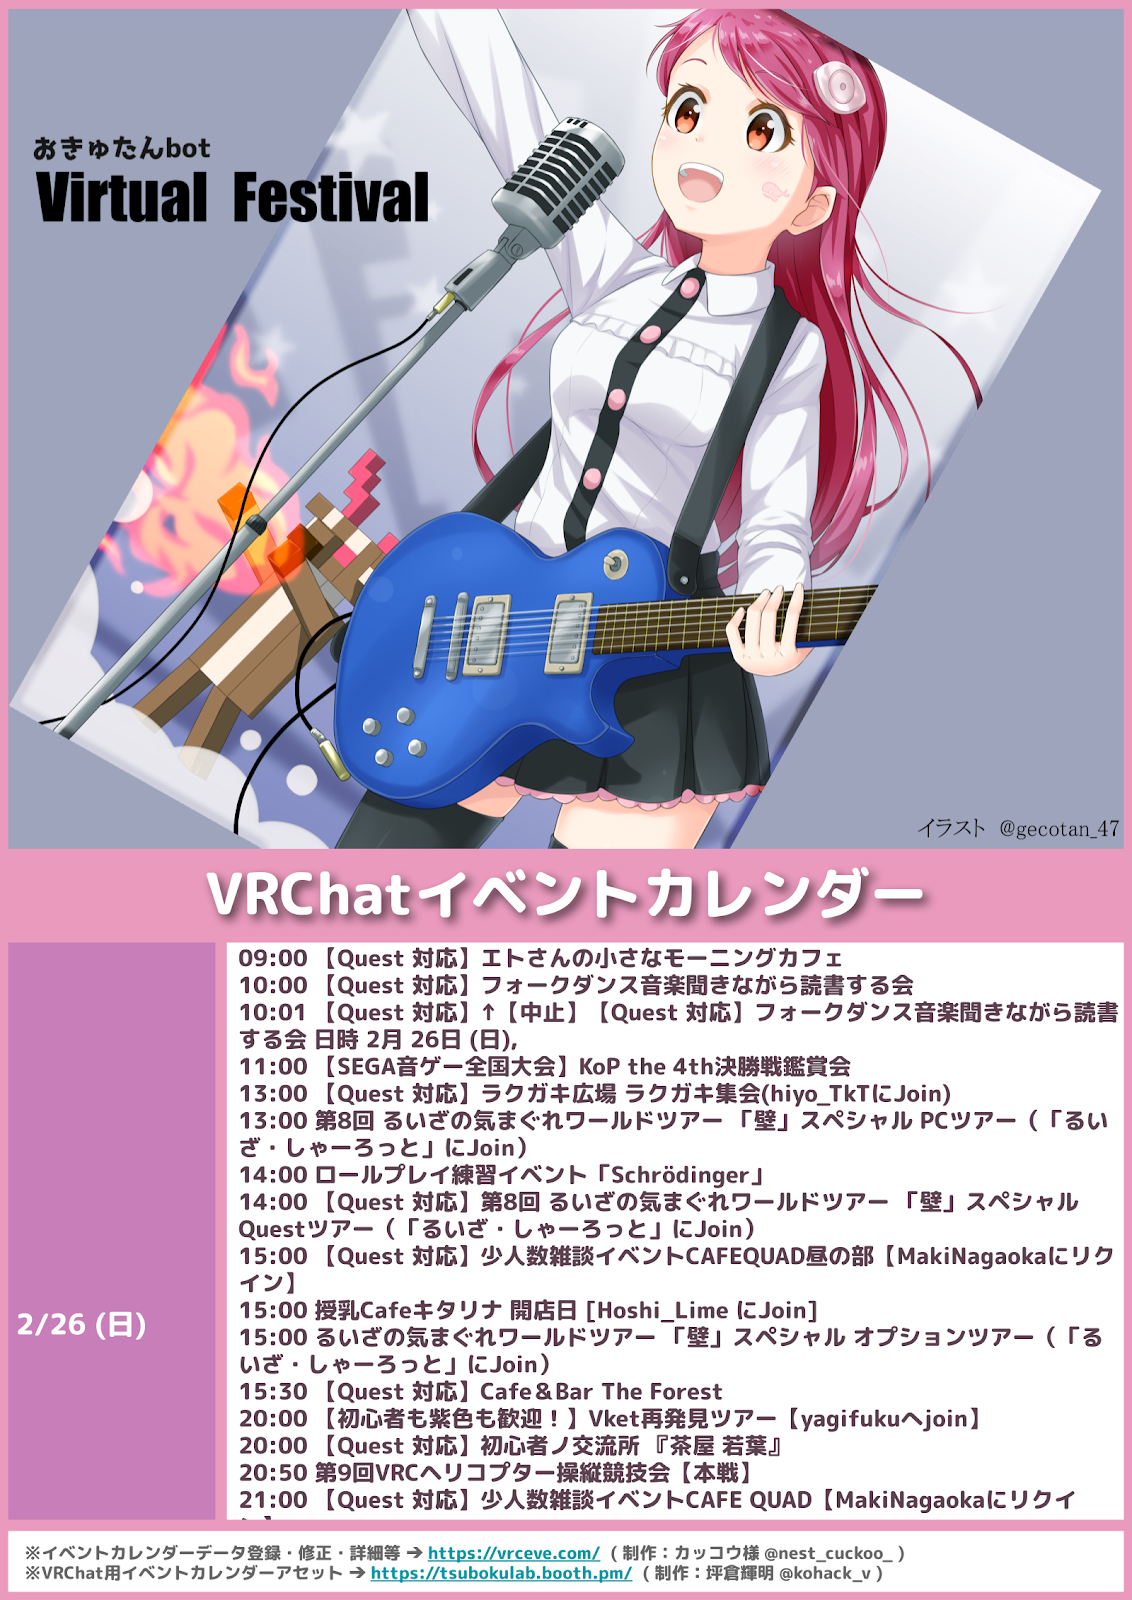 おきゅたんbot
Virtual Festival
イラスト @gecotan_47
VRChatイベントカレンダー
2/26 (日)
09:00 【Quest 対応】エトさんの小さなモーニングカフェ
10:00 【Quest 対応】フォークダンス音楽聞きながら読書する会
10:01 【Quest 対応】↑【中止】【Quest 対応】フォークダンス音楽聞きながら読書
する会 日時 2月 26日 (日),
11:00 【SEGA音ゲー全国大会】KoP the 4th決勝戦鑑賞会
13:00 【Quest 対応】ラクガキ広場 ラクガキ集会(hiyo_TkTにJoin)
13:00 第8回 るいざの気まぐれワールドツアー 「壁」スペシャル PCツアー（「るい
ざ・しゃーろっと」にJoin）
14:00 ロールプレイ練習イベント「Schrödinger」
14:00 【Quest 対応】第8回 るいざの気まぐれワールドツアー 「壁」スペシャル
Questツアー（「るいざ・しゃーろっと」にJoin）
15:00 【Quest 対応】少人数雑談イベントCAFEQUAD昼の部【MakiNagaokaにリク
イン】
15:00 授乳Cafeキタリナ 開店日 [Hoshi_Lime にJoin]
15:00 るいざの気まぐれワールドツアー 「壁」スペシャル オプションツアー（「る
いざ・しゃーろっと」にJoin）
15:30 【Quest 対応】Cafe＆Bar The Forest
20:00 【初心者も紫色も歓迎！】Vket再発見ツアー【yagifukuへjoin】
20:00 【Quest 対応】初心者ノ交流所 『茶屋 若葉』
20:50 第9回VRCヘリコプター操縦競技会【本戦】
21:00 【Quest 対応】少人数雑談イベントCAFE QUAD【MakiNagaokaにリクイ
※イベントカレンダーデータ登録・修正・詳細等 ➔ https://vrceve.com/ （制作：カッコウ様 @nest_cuckoo_ ）
※VRChat用イベントカレンダーアセット ➔ https://tsubokulab.booth.pm/ （制作：坪倉輝明 @kohack_v ）